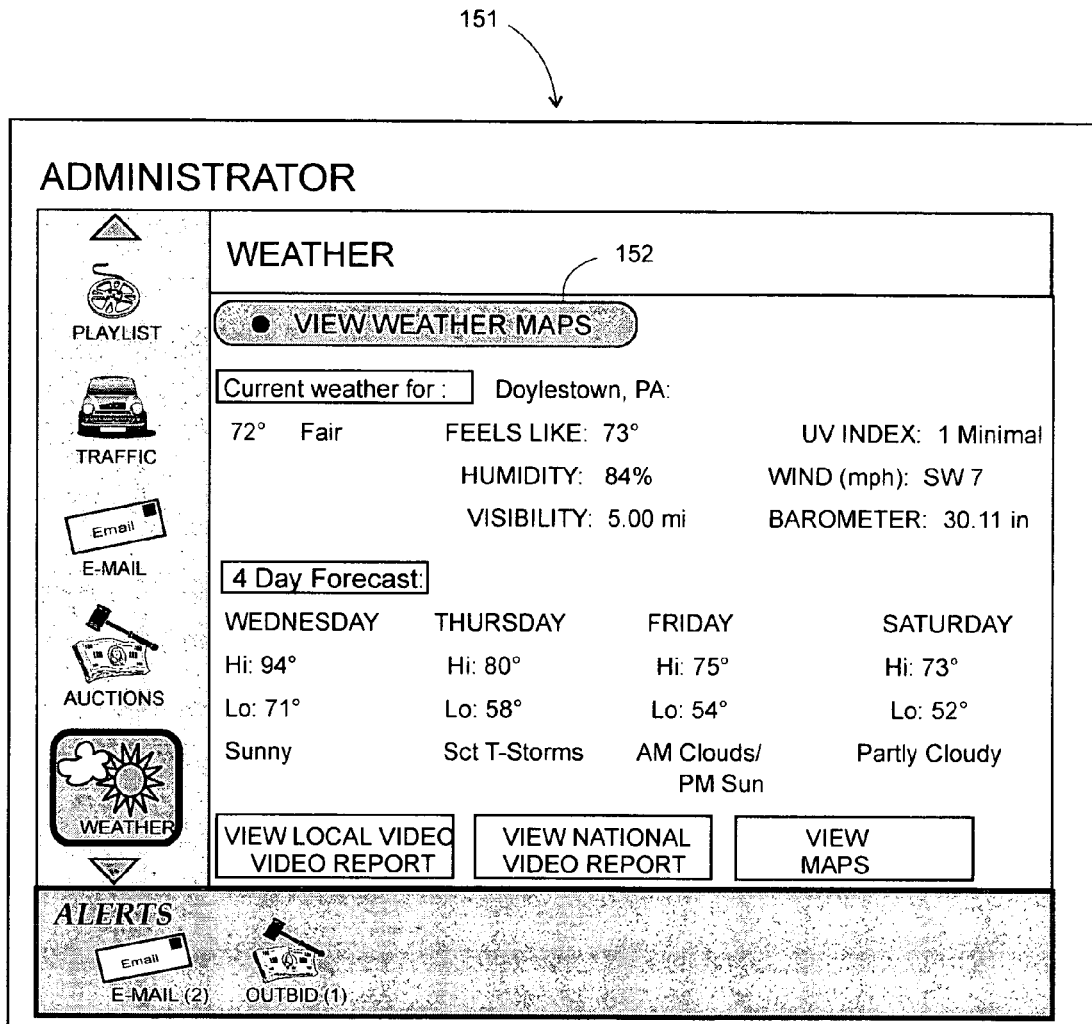 151
ADMINISTRATOR
PLAYLIST
TRAFFIC
Email
E-MAIL
AUCTIONS
WEATHER
WEATHER
152
VIEW WEATHER MAPS
Current weather for : Doylestown, PA:
72° Fair FEELS LIKE: 73° UV INDEX: 1 Minimal
HUMIDITY: 84% WIND (mph): SW 7
VISIBILITY: 5.00 mi BAROMETER: 30.11 in
4 Day Forecast:
WEDNESDAY THURSDAY FRIDAY SATURDAY
Hi: 94° Hi: 80° Hi: 75° Hi: 73°
Lo: 71° Lo: 58° Lo: 54° Lo: 52°
Sunny Sct T-Storms AM Clouds/ Partly Cloudy
PM Sun
VIEW LOCAL VIDEO VIEW NATIONAL VIEW
VIDEO REPORT VIDEO REPORT MAPS
ALERTS
Email
E-MAIL (2) OUTBID (1)